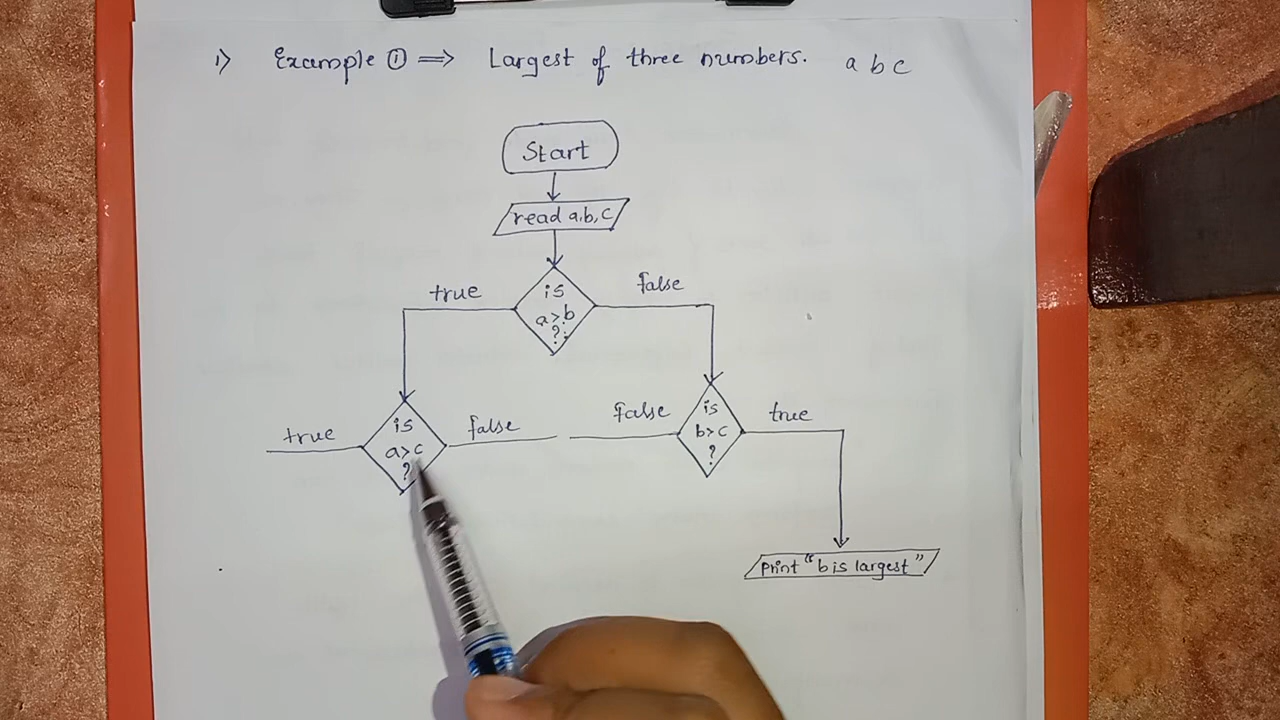 1) Example ① ⟹ Largest of three numbers. a b c
Start
read a,b,c
true
false
is
a>b
?
is
a>c
?
true
false
is
b>c
?
false
true
print "b is largest"